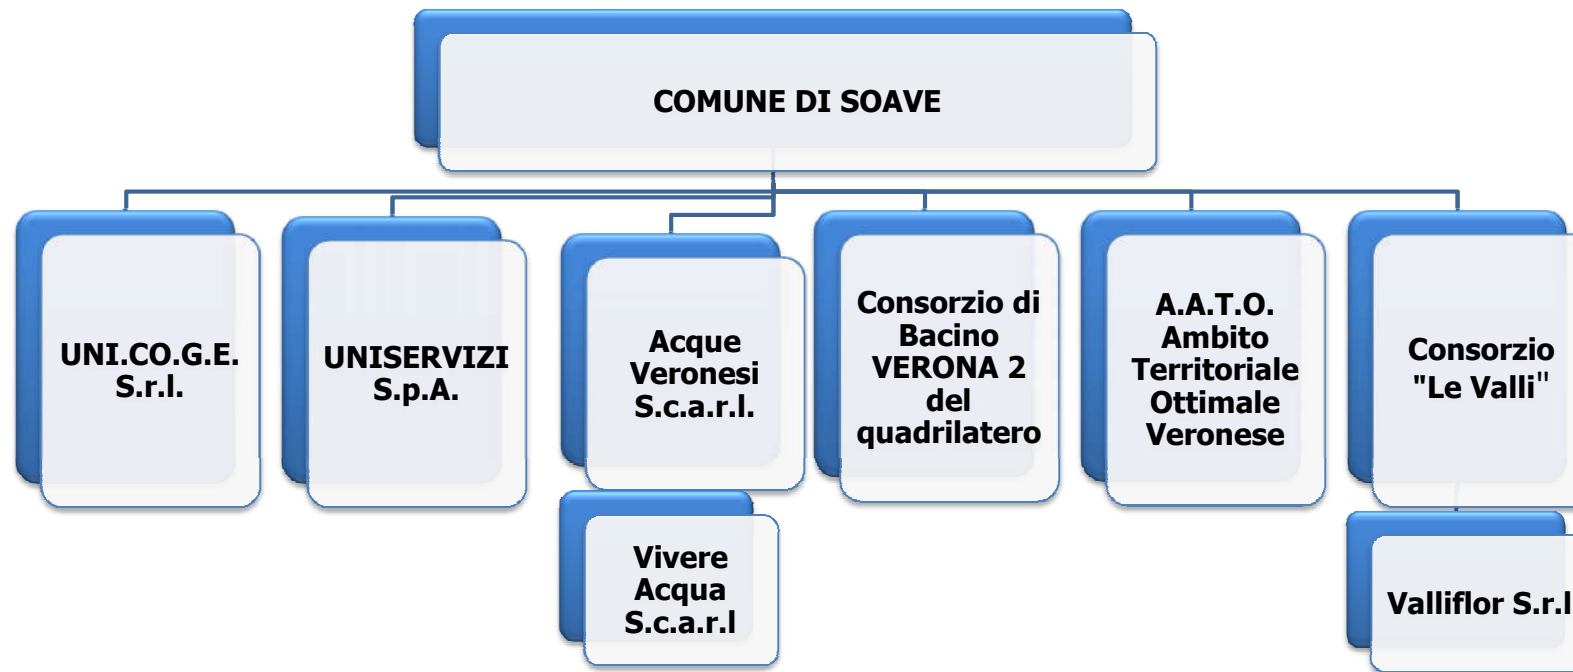 COMUNE DI SOAVE
UNI.CO.G.E.
S.r.l.
UNISERVIZI
S.p.A.
Acque
Veronesi
S.c.a.r.l.
Consorzio di
Bacino
VERONA 2
del
quadrilatero
A.A.T.O.
Ambito
Territoriale
Ottimale
Veronese
Consorzio
"Le Valli"
Vivere
Acqua
S.c.a.r.l
Valliflor S.r.l